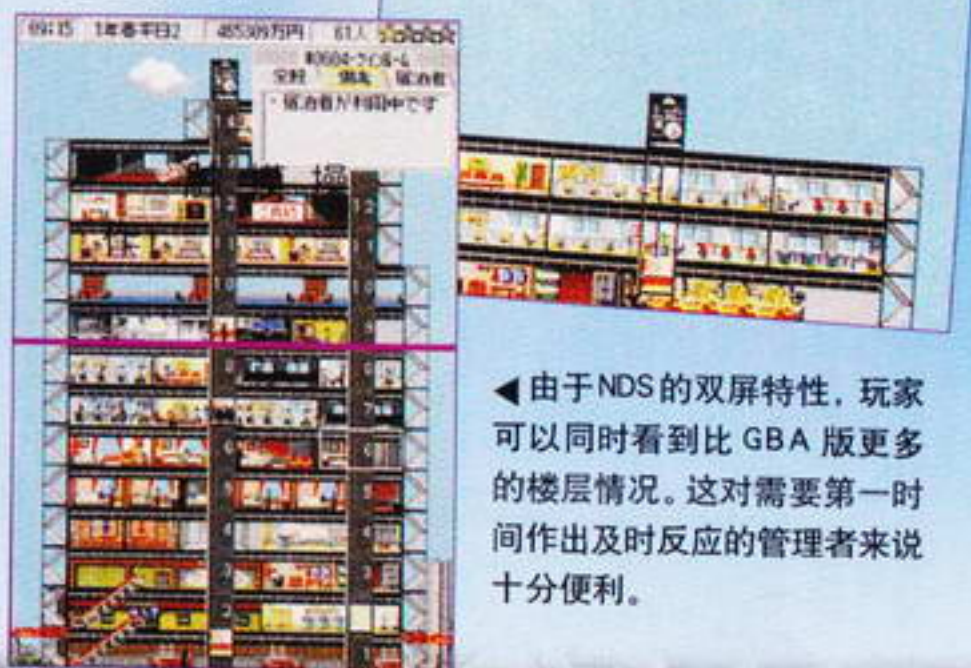 09:15 1年春平日2 485309万円 61人
宿泊者が利用中です
◀由于NDS的双屏特性，玩家
可以同时看到比 GBA 版更多
的楼层情况。这对需要第一时
间作出及时反应的管理者来说
十分便利。